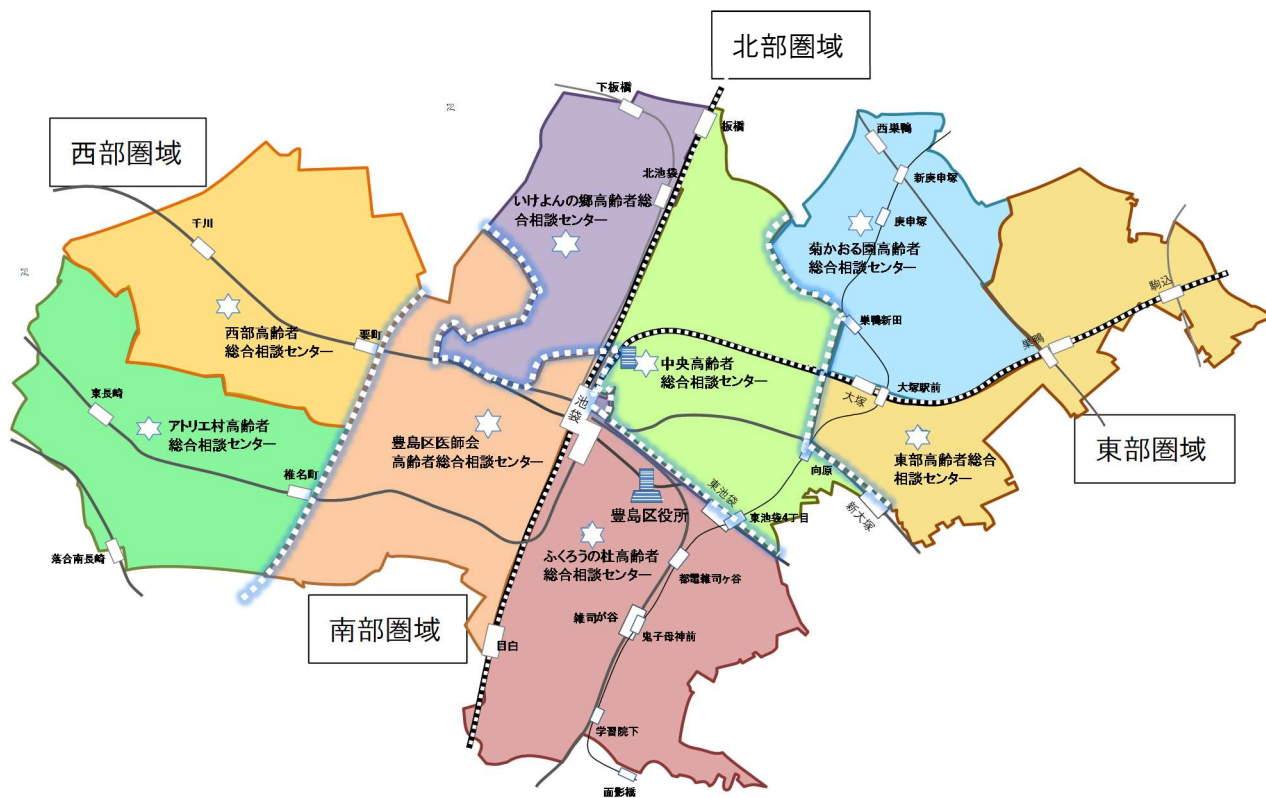 北部圏域
西部圏域
下板橋
板橋
西巣鴨
北池袋
新庚申塚
いけよんの郷高齢者総
合相談センター
千川
庚申塚
菊かおる園高齢者
総合相談センター
駒込
巣鴨新田
西部高齢者
総合相談センター
要町
巣鴨
中央高齢者
総合相談センター
大塚駅前
大塚
池袋
東長崎
アトリエ村高齢者
総合相談センター
豊島区医師会
高齢者総合相談センター
東部高齢者総合
相談センター
東部圏域
向原
椎名町
東池袋
豊島区役所
東池袋4丁目
新大塚
落合南長崎
ふくろうの杜高齢者
総合相談センター
都電雑司ヶ谷
南部圏域
雑司が谷
鬼子母神前
目白
学習院下
面影橋